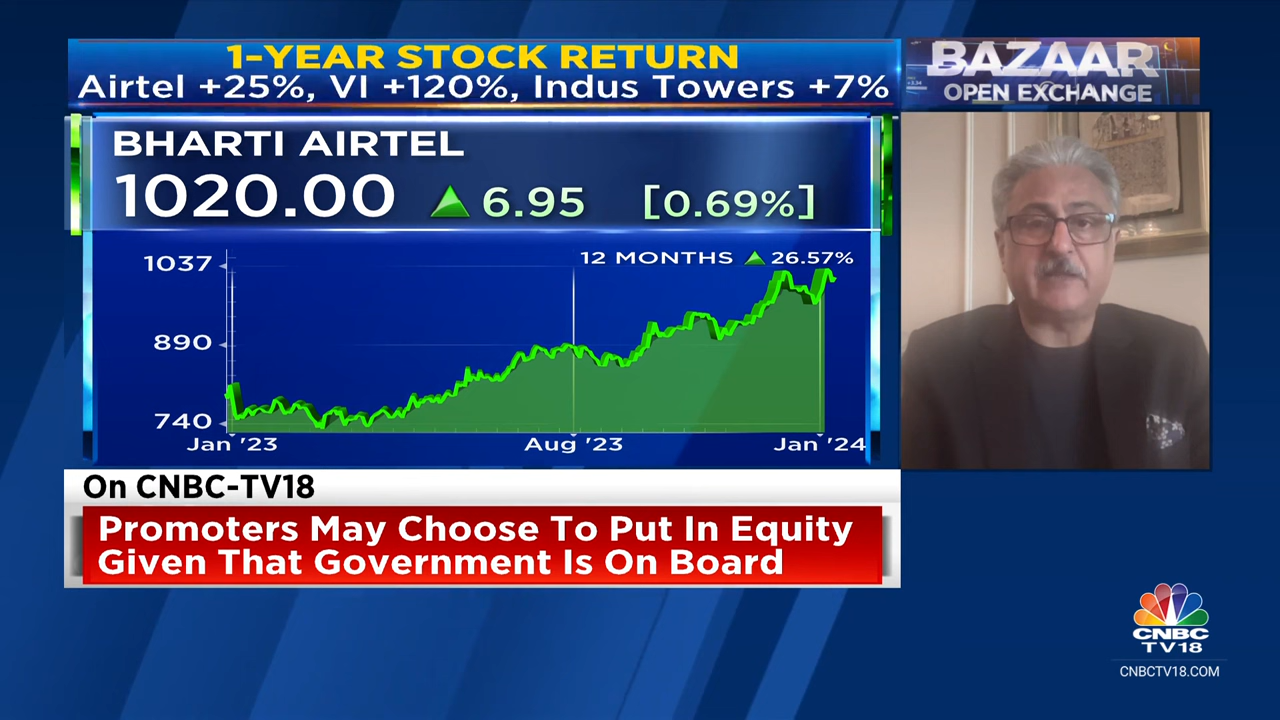 1-YEAR STOCK RETURN
Airtel +25%, VI +120%, Indus Towers +7%
BAZAAR
OPEN EXCHANGE
BHARTI AIRTEL
1020.00 ▲ 6.95 [0.69%]
12 MONTHS ▲ 26.57%
1037
890
740
Jan '23 Aug '23 Jan '24
On CNBC-TV18
Promoters May Choose To Put In Equity
Given That Government Is On Board
CNBC
TV18
CNBCTV18.COM